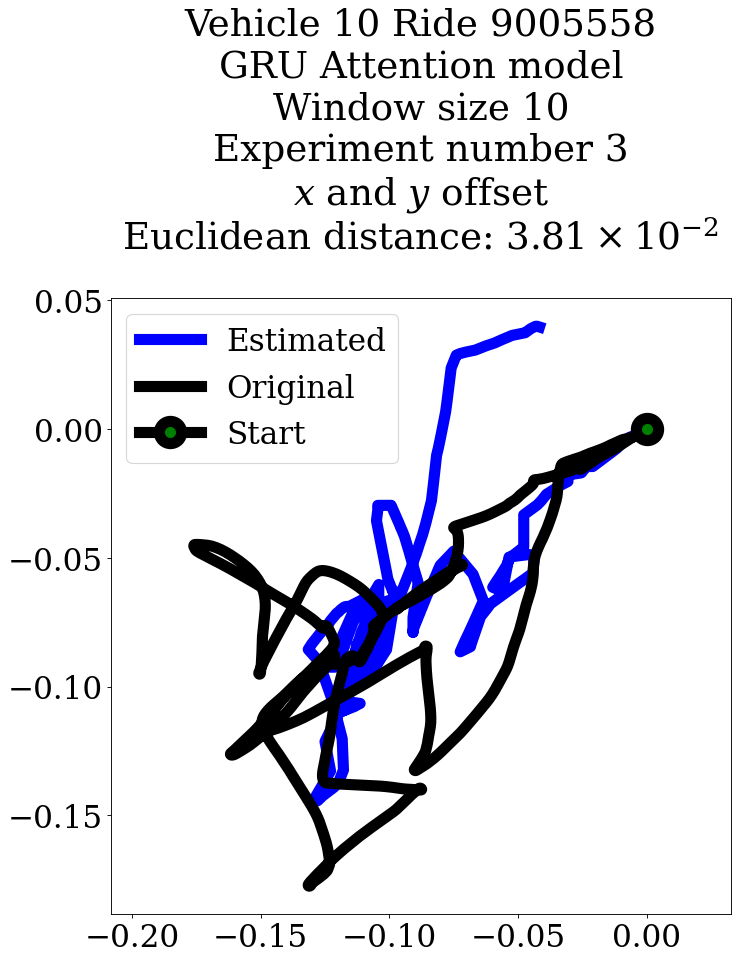 Vehicle 10 Ride 9005558
GRU Attention model
Window size 10
Experiment number 3
x and y offset
Euclidean distance: 3.81 × 10⁻²
0.05
Estimated
Original
0.00
Start
−0.05
−0.10
−0.15
−0.20 −0.15 −0.10 −0.05 0.00